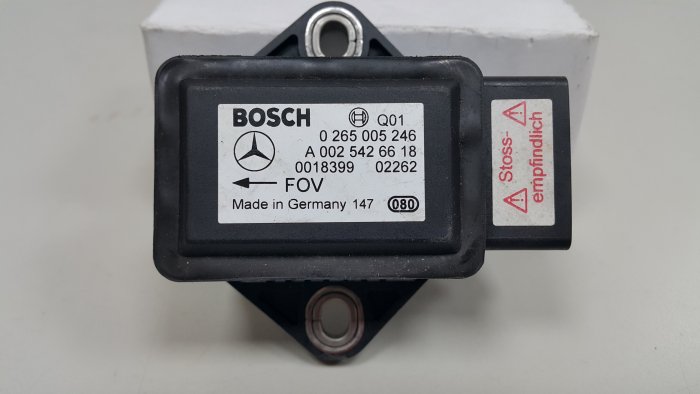 BOSCH Q01
0 265 005 246
A 002 542 66 18
0018399 02262
FOV
Made in Germany 147 080
Stoss-
empfindlich